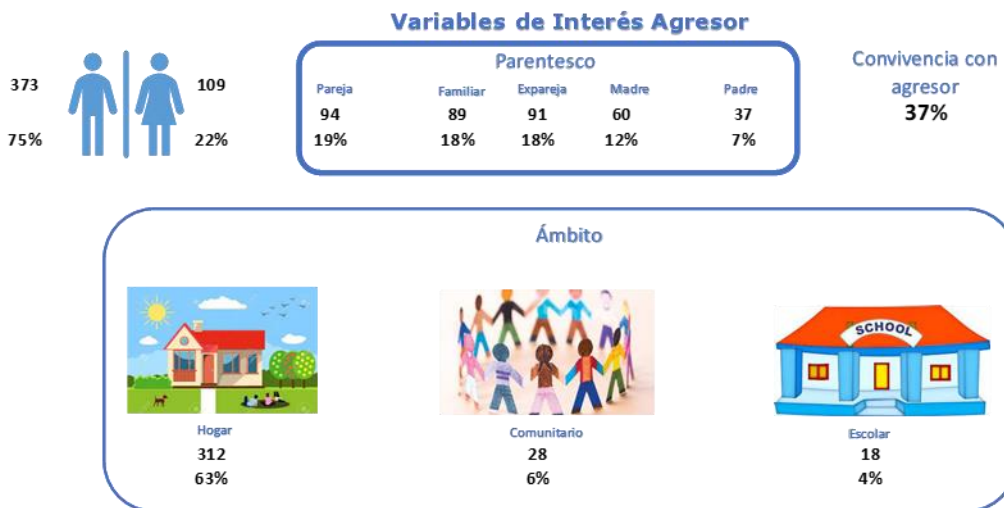 Variables de Interés Agresor
373
75%
109
22%
Parentesco
Pareja Familiar Expareja Madre Padre
94 89 91 60 37
19% 18% 18% 12% 7%
Convivencia con
agresor
37%
Ámbito
SCHOOL
Hogar Comunitario Escolar
312 28 18
63% 6% 4%